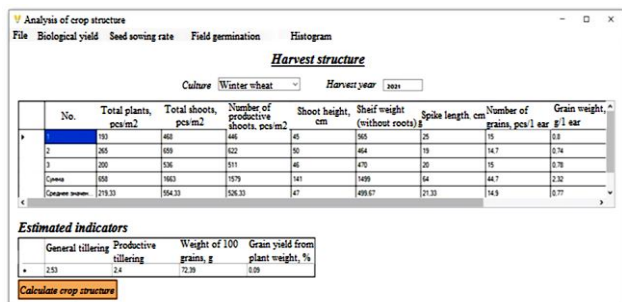 Analysis of crop structure
File Biological yield Seed sowing rate Field germination Histogram
Harvest structure
Culture Winter wheat Harvest year 2021
No. Total plants, pcs/m2 Total shoots, pcs/m2 Number of productive shoots, pcs/m2 Shoot height, cm Sheif weight (without roots) g Spike length, cm Number of grains, pcs/1 ear Grain weight, g/1 ear
1 193 468 446 45 565 25 15 0.8
2 265 659 622 50 464 19 14.7 0.74
3 200 536 511 46 470 20 15 0.78
Сумма 658 1663 1579 141 1499 64 44.7 2.32
Среднее значен... 219.33 554.33 526.33 47 499.67 21.33 14.9 0.77
Estimated indicators
General tillering Productive tillering Weight of 100 grains, g Grain yield from plant weight, %
2.53 2.4 72.39 0.09
Calculate crop structure